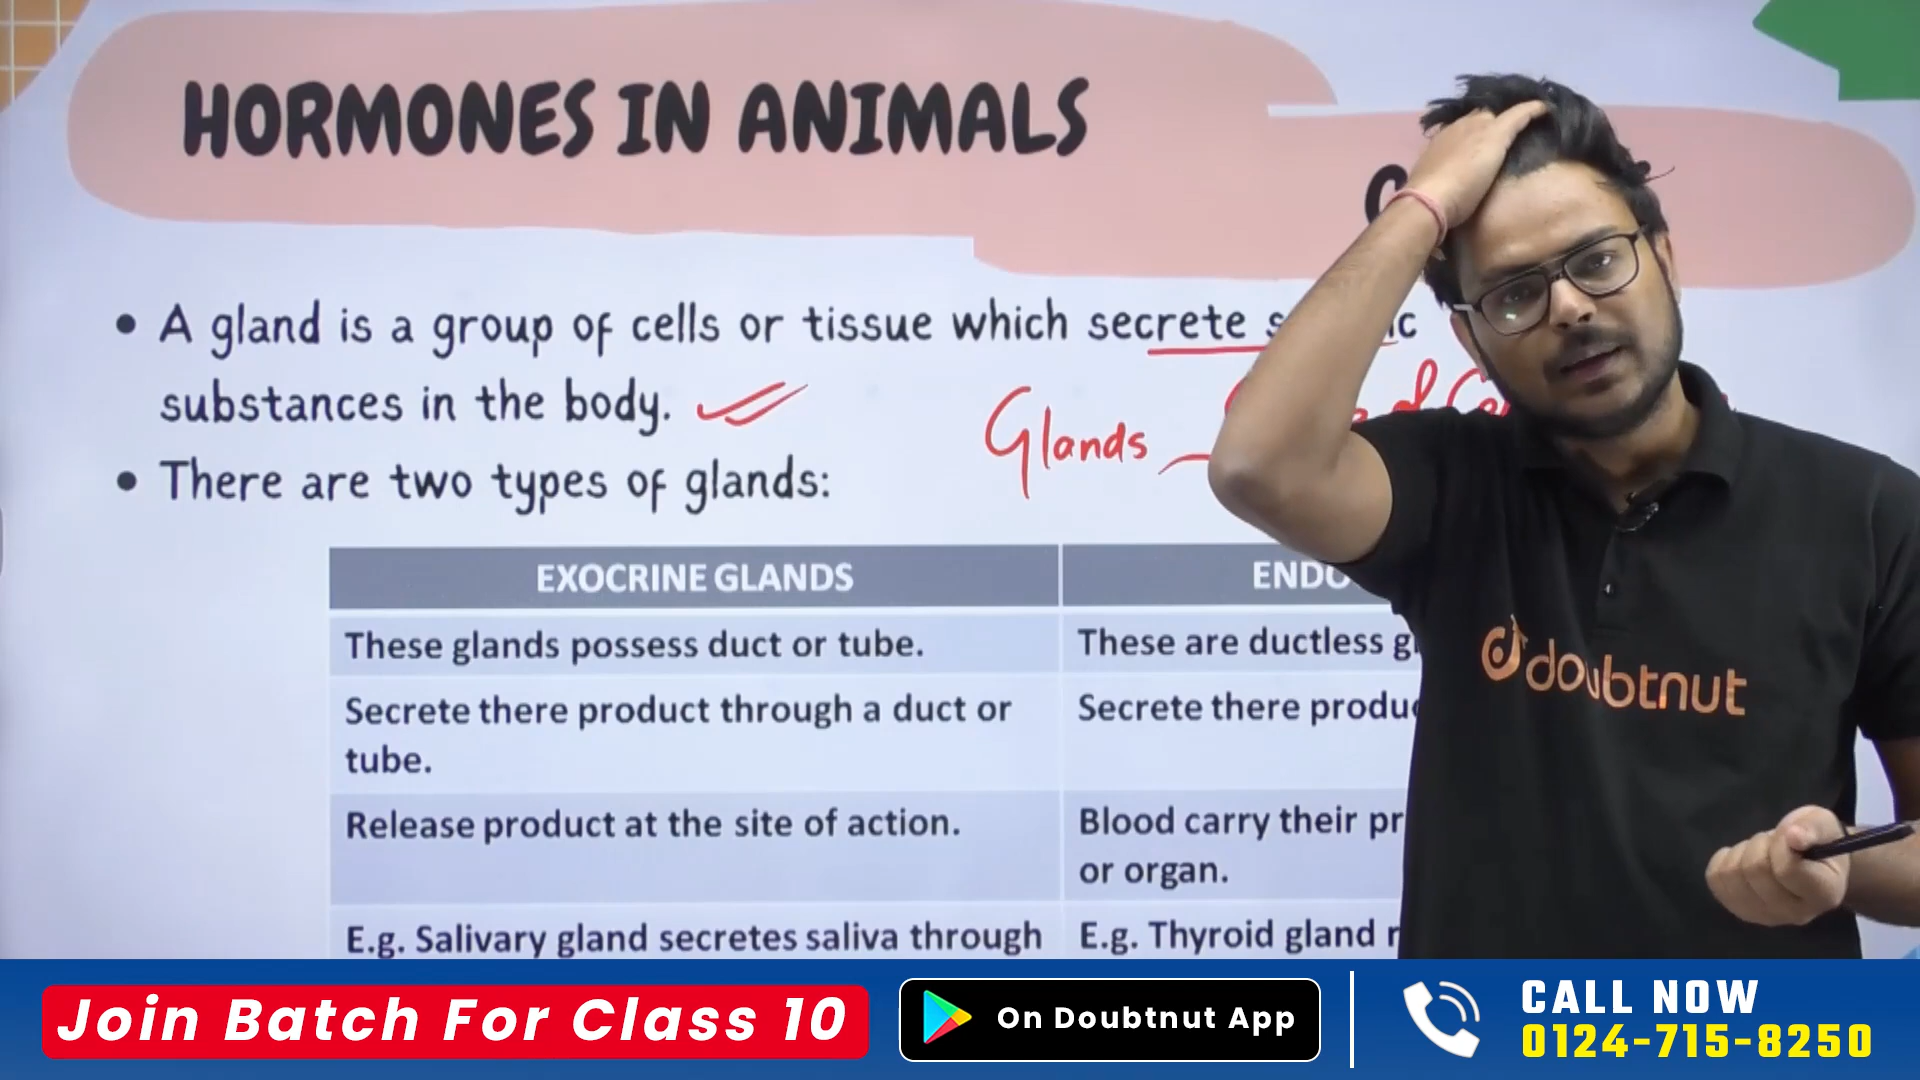 HORMONES IN ANIMALS
A gland is a group of cells or tissue which secrete
substances in the body.
Glands
There are two types of glands:
EXOCRINE GLANDS
These glands possess duct or tube.
These are ductless
Secrete there product through a duct or
tube.
Secrete there
Release product at the site of action.
Blood carry their
or organ.
E.g. Salivary gland secretes saliva through
E.g. Thyroid gland
doubtnut
Join Batch For Class 10
On Doubtnut App
CALL NOW
0124-715-8250